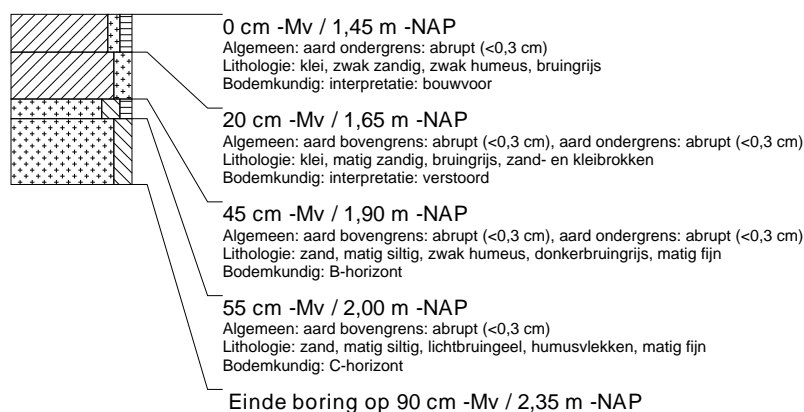 0 cm -Mv / 1,45 m -NAP
Algemeen: aard ondergrens: abrupt (<0,3 cm)
Lithologie: klei, zwak zandig, zwak humeus, bruingrijs
Bodemkundig: interpretatie: bouwvoor
20 cm -Mv / 1,65 m -NAP
Algemeen: aard bovengrens: abrupt (<0,3 cm), aard ondergrens: abrupt (<0,3 cm)
Lithologie: klei, matig zandig, bruingrijs, zand- en kleibrokken
Bodemkundig: interpretatie: verstoord
45 cm -Mv / 1,90 m -NAP
Algemeen: aard bovengrens: abrupt (<0,3 cm), aard ondergrens: abrupt (<0,3 cm)
Lithologie: zand, matig siltig, zwak humeus, donkerbruingrijs, matig fijn
Bodemkundig: B-horizont
55 cm -Mv / 2,00 m -NAP
Algemeen: aard bovengrens: abrupt (<0,3 cm)
Lithologie: zand, matig siltig, lichtbruingeel, humusvlekken, matig fijn
Bodemkundig: C-horizont
Einde boring op 90 cm -Mv / 2,35 m -NAP